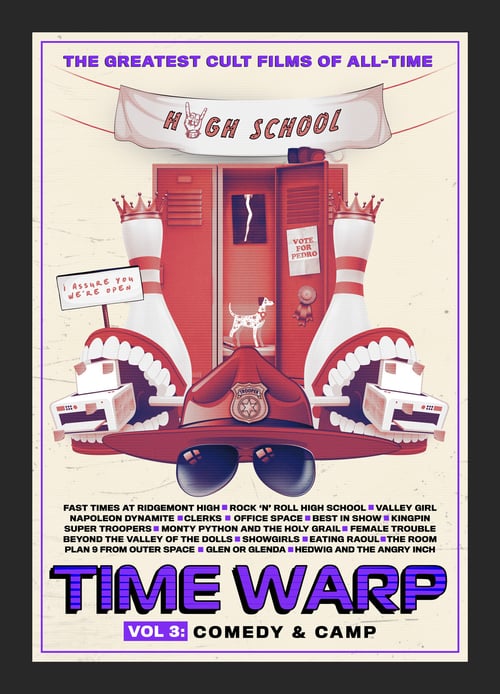 THE GREATEST CULT FILMS OF ALL-TIME
H GH SCHOOL
VOTE
FOR
PEDRO
I ASSURE YOU
WE'RE OPEN
TROOPER
FAST TIMES AT RIDGEMONT HIGH ■ ROCK 'N' ROLL HIGH SCHOOL ■ VALLEY GIRL
NAPOLEON DYNAMITE ■ CLERKS ■ OFFICE SPACE ■ BEST IN SHOW ■ KINGPIN
SUPER TROOPERS ■ MONTY PYTHON AND THE HOLY GRAIL ■ FEMALE TROUBLE
BEYOND THE VALLEY OF THE DOLLS ■ SHOWGIRLS ■ EATING RAOUL ■ THE ROOM
PLAN 9 FROM OUTER SPACE ■ GLEN OR GLENDA ■ HEDWIG AND THE ANGRY INCH
TIME WARP
VOL 3: COMEDY & CAMP